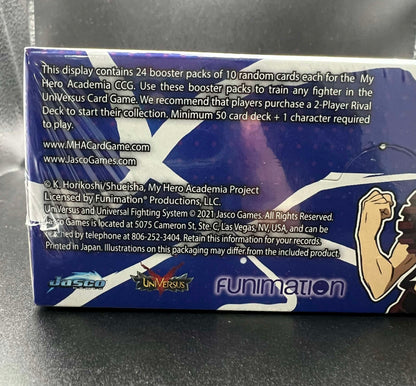 This display contains 24 booster packs of 10 random cards each for the My
Hero Academia CCG. Use these booster packs to train any fighter in the
UniVersus Card Game. We recommend that players purchase a 2-Player Rival
Deck to start their collection. Minimum 50 card deck + 1 character required
to play.
www.MHACardGame.com
www.JascoGames.com
© K. Horikoshi/Shueisha, My Hero Academia Project
Licensed by Funimation® Productions, LLC.
UniVersus and Universal Fighting System © 2021 Jasco Games. All Rights Reserved.
Jasco Games is located at 5075 Cameron St, Ste. C, Las Vegas, NV, USA, and can be
reached by telephone at 806-252-3404. Retain this information for your records.
Printed in Japan. Illustrations on this packaging may differ from the included product.
Jasco
UniVersus
FUNIMATION